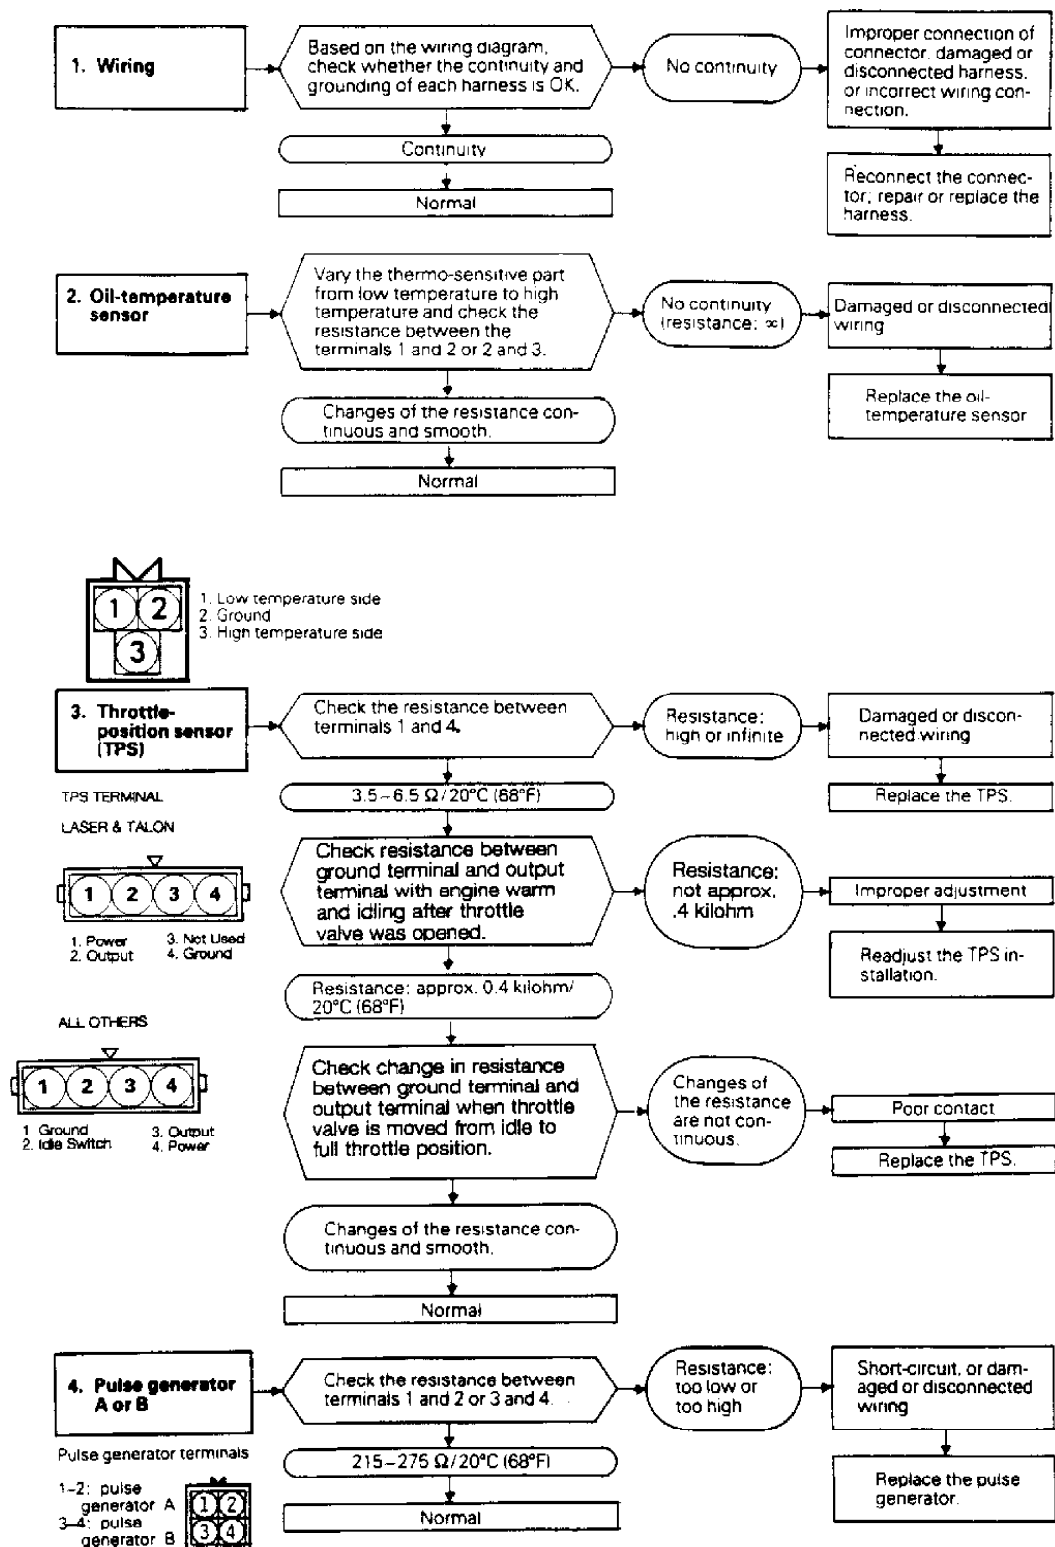 1. Wiring
Based on the wiring diagram,
check whether the continuity and
grounding of each harness is OK.
No continuity
Improper connection of
connector, damaged or
disconnected harness,
or incorrect wiring con-
nection.
Continuity
Normal
Reconnect the connec-
tor; repair or replace the
harness.
2. Oil-temperature
sensor
Vary the thermo-sensitive part
from low temperature to high
temperature and check the
resistance between the
terminals 1 and 2 or 2 and 3.
No continuity
(resistance: ∞)
Damaged or disconnected
wiring
Changes of the resistance con-
tinuous and smooth.
Replace the oil-
temperature sensor
Normal
1 2
3
1. Low temperature side
2. Ground
3. High temperature side
3. Throttle-
position sensor
(TPS)
Check the resistance between
terminals 1 and 4.
Resistance:
high or infinite
Damaged or discon-
nected wiring
3.5–6.5 Ω/20°C (68°F)
Replace the TPS.
TPS TERMINAL
LASER & TALON
1 2 3 4
1. Power
2. Output
3. Not Used
4. Ground
Check resistance between
ground terminal and output
terminal with engine warm
and idling after throttle
valve was opened.
Resistance:
not approx.
.4 kilohm
Improper adjustment
Readjust the TPS in-
stallation.
Resistance: approx. 0.4 kilohm/
20°C (68°F)
ALL OTHERS
1 2 3 4
1 Ground
2. Idle Switch
3. Output
4. Power
Check change in resistance
between ground terminal and
output terminal when throttle
valve is moved from idle to
full throttle position.
Changes of
the resistance
are not con-
tinuous.
Poor contact
Replace the TPS.
Changes of the resistance con-
tinuous and smooth.
Normal
4. Pulse generator
A or B
Check the resistance between
terminals 1 and 2 or 3 and 4.
Resistance:
too low or
too high
Short-circuit, or dam-
aged or disconnected
wiring
215–275 Ω/20°C (68°F)
Replace the pulse
generator.
Normal
Pulse generator terminals
1–2: pulse
generator A
3–4: pulse
generator B
1 2
3 4